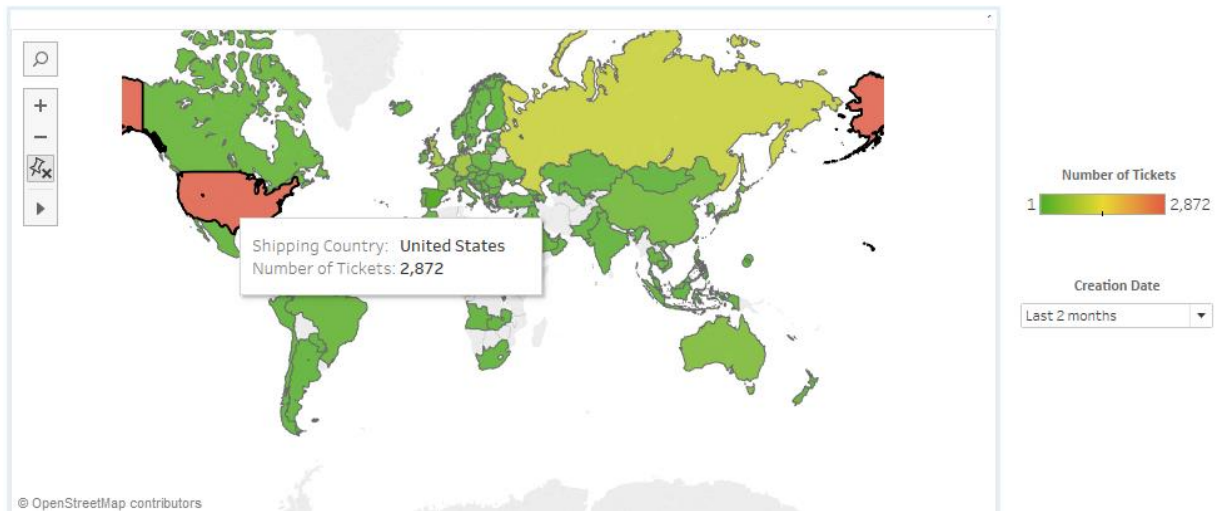 Shipping Country: United States
Number of Tickets: 2,872
© OpenStreetMap contributors
Number of Tickets
1 2,872
Creation Date
Last 2 months